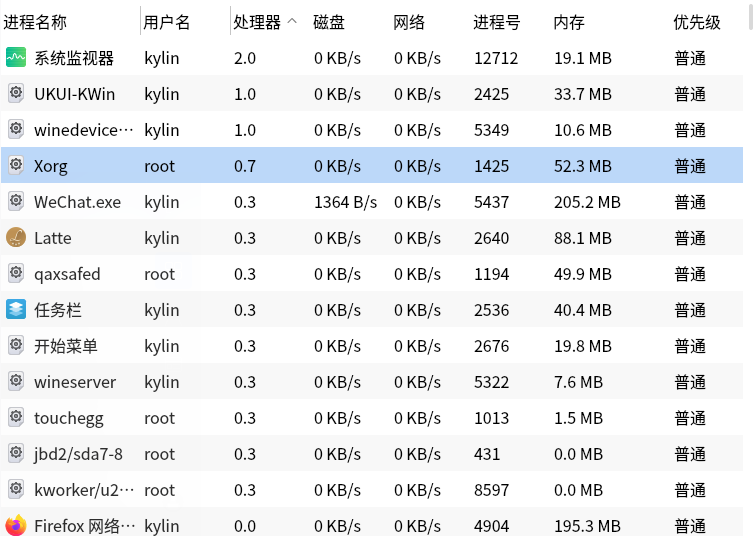 进程名称 用户名 处理器 磁盘 网络 进程号 内存 优先级
系统监视器 kylin 2.0 0 KB/s 0 KB/s 12712 19.1 MB 普通
UKUI-KWin kylin 1.0 0 KB/s 0 KB/s 2425 33.7 MB 普通
winedevice⋯ kylin 1.0 0 KB/s 0 KB/s 5349 10.6 MB 普通
Xorg root 0.7 0 KB/s 0 KB/s 1425 52.3 MB 普通
WeChat.exe kylin 0.3 1364 B/s 0 KB/s 5437 205.2 MB 普通
Latte kylin 0.3 0 KB/s 0 KB/s 2640 88.1 MB 普通
qaxsafed root 0.3 0 KB/s 0 KB/s 1194 49.9 MB 普通
任务栏 kylin 0.3 0 KB/s 0 KB/s 2536 40.4 MB 普通
开始菜单 kylin 0.3 0 KB/s 0 KB/s 2676 19.8 MB 普通
wineserver kylin 0.3 0 KB/s 0 KB/s 5322 7.6 MB 普通
touchegg root 0.3 0 KB/s 0 KB/s 1013 1.5 MB 普通
jbd2/sda7-8 root 0.3 0 KB/s 0 KB/s 431 0.0 MB 普通
kworker/u2⋯ root 0.3 0 KB/s 0 KB/s 8597 0.0 MB 普通
Firefox 网络⋯ kylin 0.0 0 KB/s 0 KB/s 4904 195.3 MB 普通